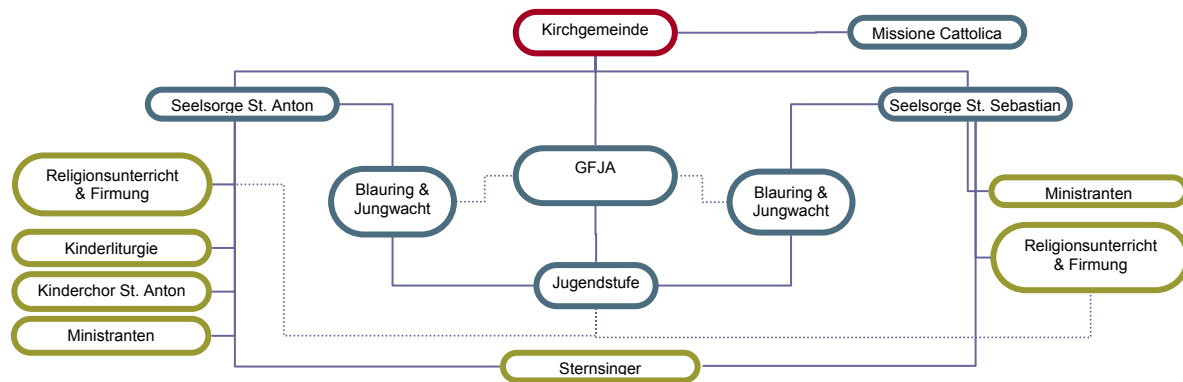 Kirchgemeinde
Missione Cattolica
Seelsorge St. Anton
Seelsorge St. Sebastian
Religionsunterricht
& Firmung
Blauring &
Jungwacht
GFJA
Blauring &
Jungwacht
Ministranten
Kinderliturgie
Religionsunterricht
& Firmung
Kinderchor St. Anton
Jugendstufe
Ministranten
Sternsinger